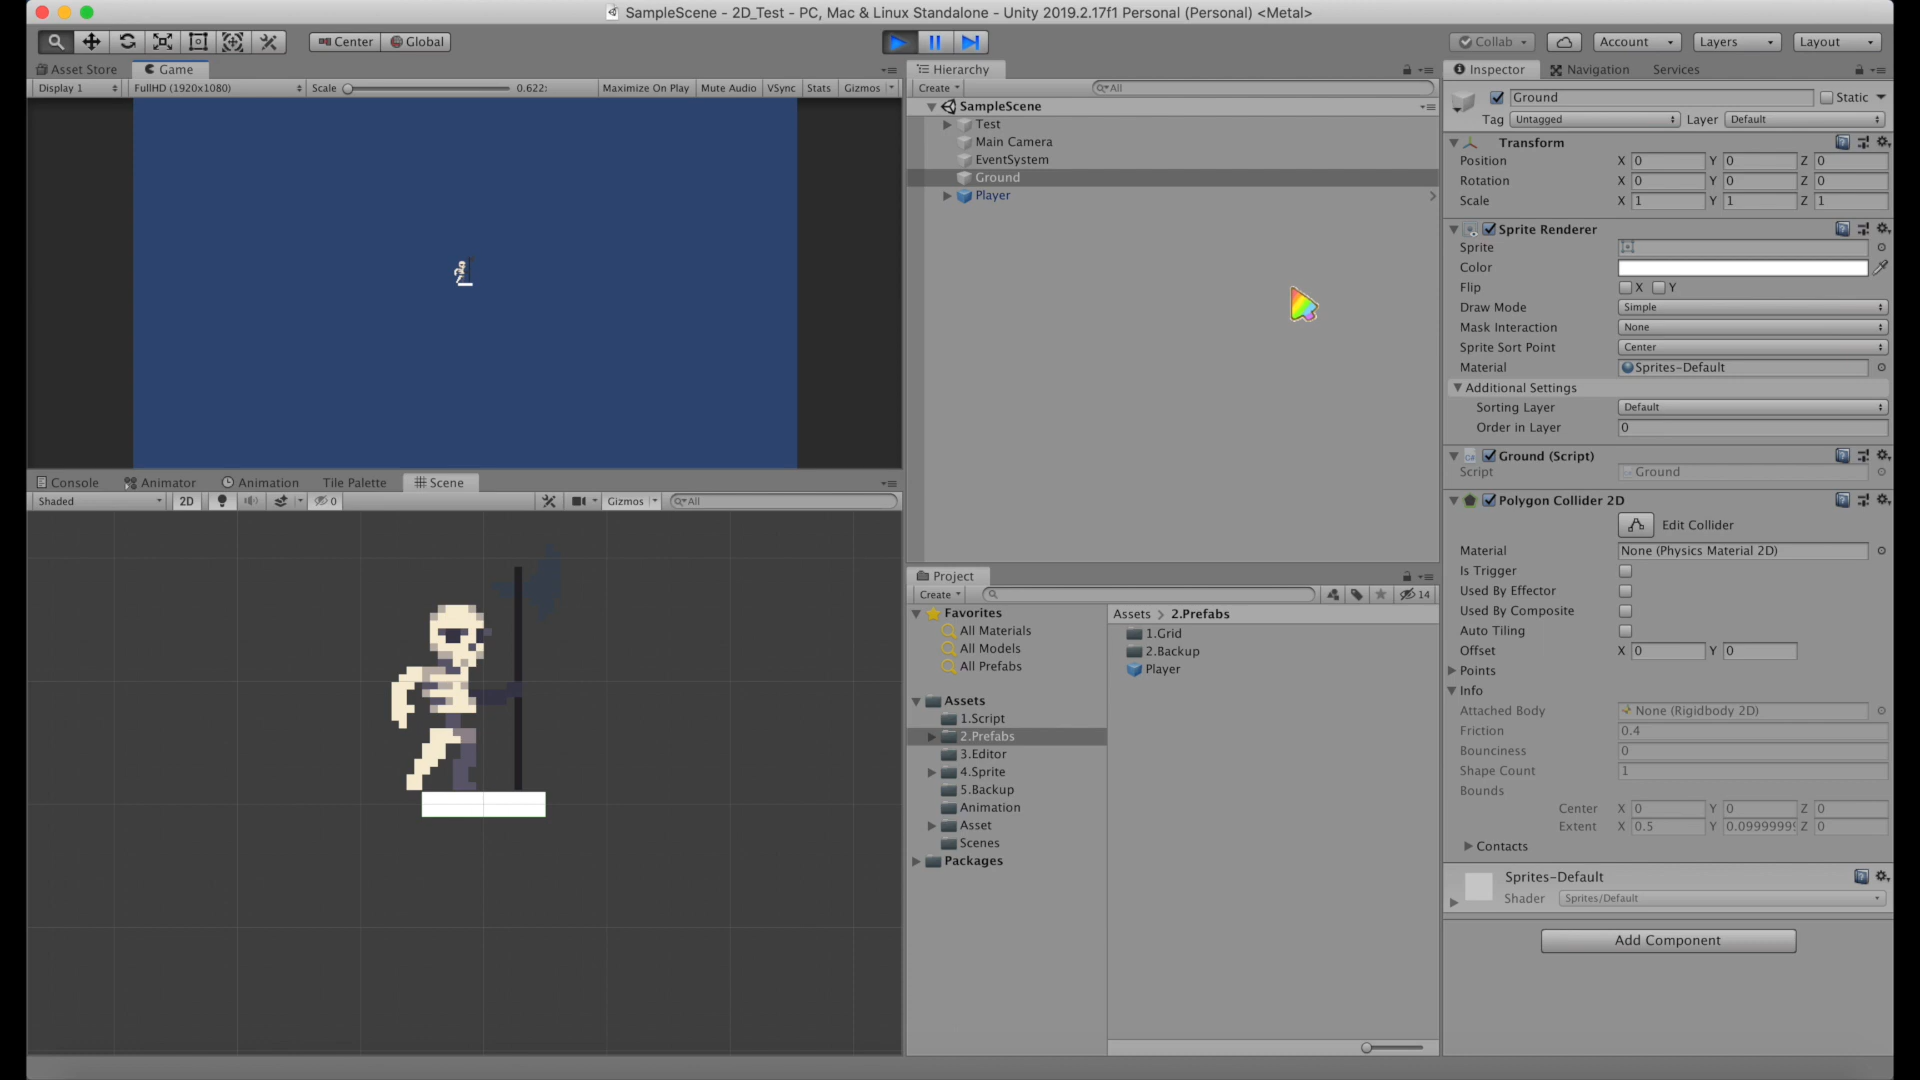 SampleScene - 2D_Test - PC, Mac & Linux Standalone - Unity 2019.2.17f1 Personal (Personal) <Metal>
Center Global
Collab Account Layers Layout
Asset Store Game
Display 1 FullHD (1920x1080) Scale 0.622: Maximize On Play Mute Audio VSync Stats Gizmos
Console Animator Animation Tile Palette Scene
Shaded 2D 0 Gizmos All
Hierarchy
Create All
SampleScene
Test
Main Camera
EventSystem
Ground
Player
Project
Create 14
Favorites
All Materials
All Models
All Prefabs
Assets
1.Script
2.Prefabs
3.Editor
4.Sprite
5.Backup
Animation
Asset
Scenes
Packages
Assets > 2.Prefabs
1.Grid
2.Backup
Player
Inspector Navigation Services
Ground Static
Tag Untagged Layer Default
Transform
Position X 0 Y 0 Z 0
Rotation X 0 Y 0 Z 0
Scale X 1 Y 1 Z 1
Sprite Renderer
Sprite
Color
Flip X Y
Draw Mode Simple
Mask Interaction None
Sprite Sort Point Center
Material Sprites-Default
Additional Settings
Sorting Layer Default
Order in Layer 0
Ground (Script)
Script Ground
Polygon Collider 2D
Edit Collider
Material None (Physics Material 2D)
Is Trigger
Used By Effector
Used By Composite
Auto Tiling
Offset X 0 Y 0
Points
Info
Attached Body None (Rigidbody 2D)
Friction 0.4
Bounciness 0
Shape Count 1
Bounds
Center X 0 Y 0 Z 0
Extent X 0.5 Y 0.0999999 Z 0
Contacts
Sprites-Default
Shader Sprites/Default
Add Component